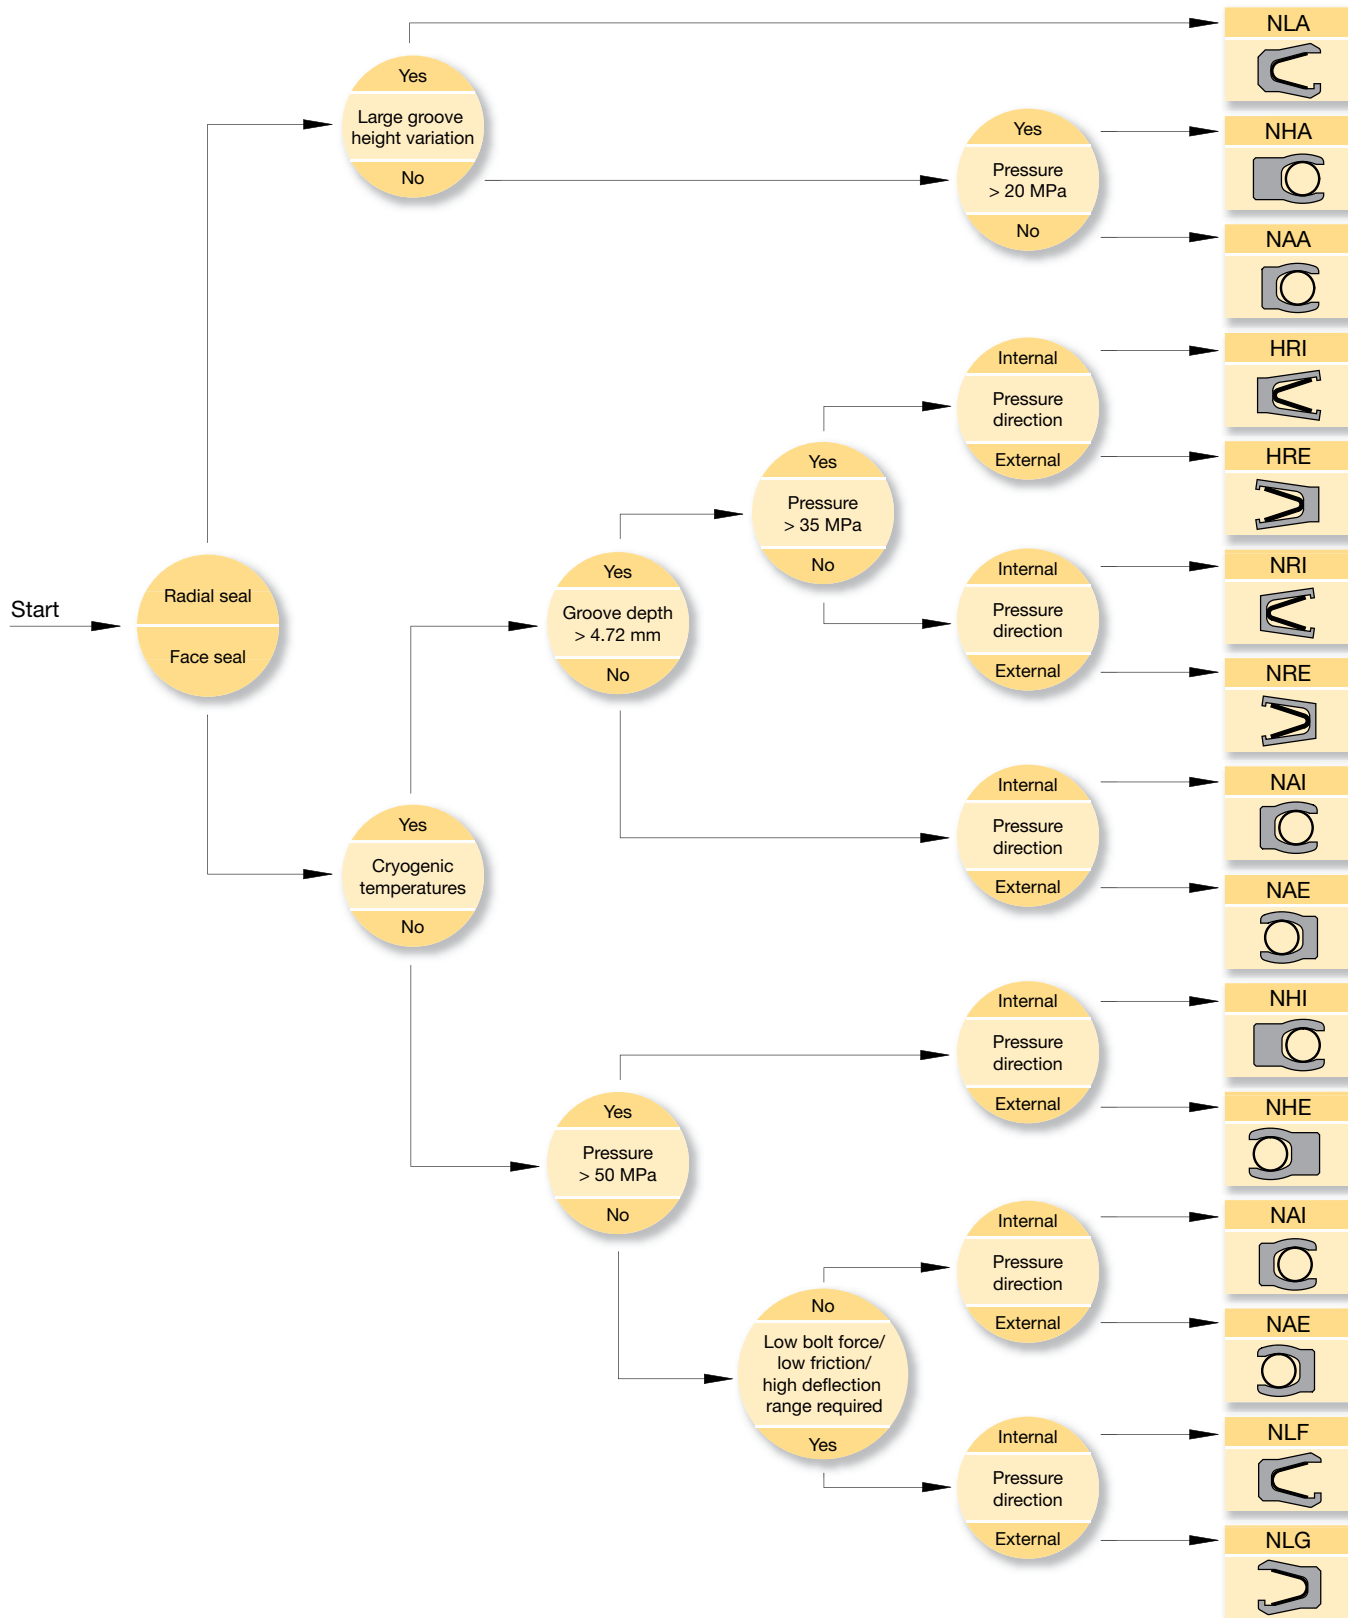 NLA
Yes
Large groove
height variation
No
Yes
Pressure
> 20 MPa
No
NHA
NAA
Internal
Pressure
direction
External
HRI
HRE
Yes
Pressure
> 35 MPa
No
Internal
Pressure
direction
External
NRI
NRE
Start
Radial seal
Face seal
Yes
Groove depth
> 4.72 mm
No
Internal
Pressure
direction
External
NAI
NAE
Yes
Cryogenic
temperatures
No
Internal
Pressure
direction
External
NHI
NHE
Yes
Pressure
> 50 MPa
No
Internal
Pressure
direction
External
NAI
NAE
No
Low bolt force/
low friction/
high deflection
range required
Yes
Internal
Pressure
direction
External
NLF
NLG